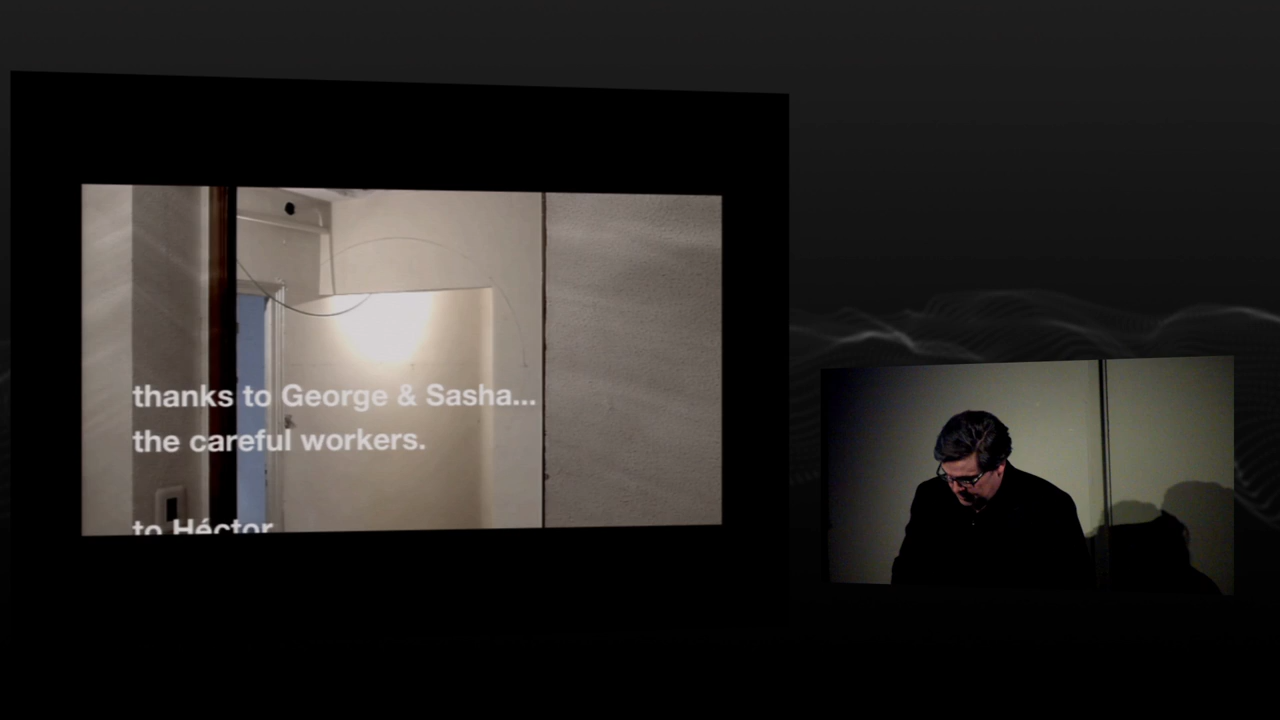 thanks to George & Sasha...
the careful workers.
to Héctor